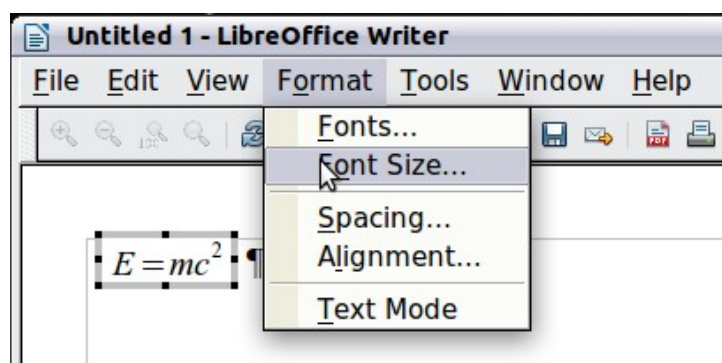 Untitled 1 - LibreOffice Writer
File Edit View Format Tools Window Help
Fonts...
Font Size...
Spacing...
Alignment...
Text Mode
E = mc² ¶